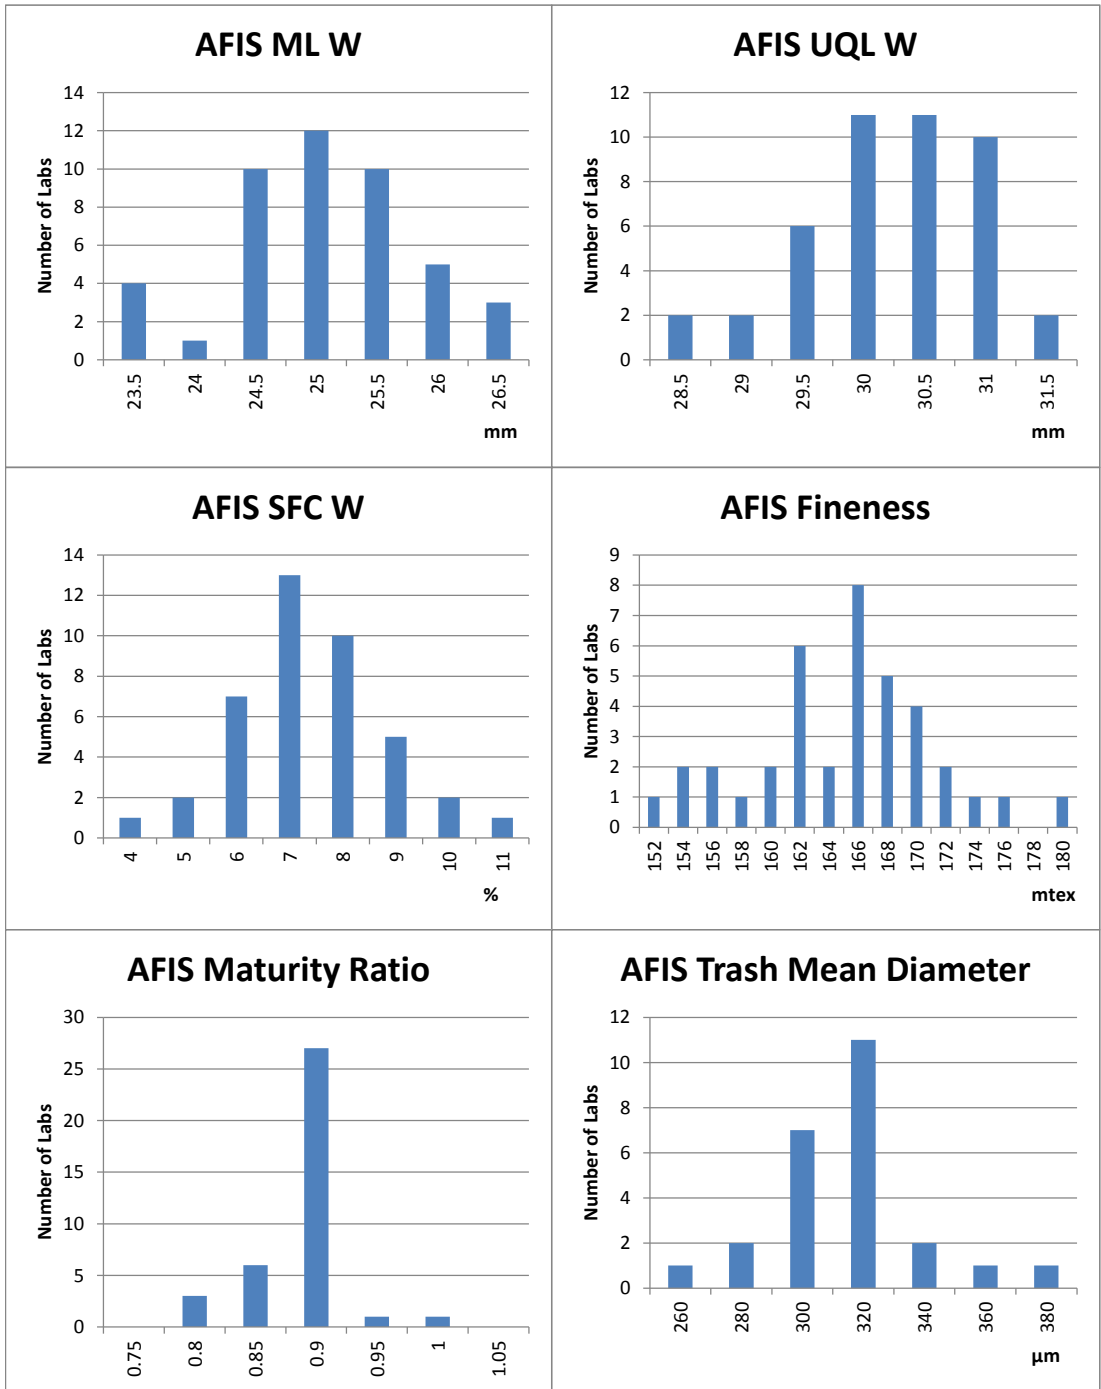 AFIS ML W
14
12
10
8
6
4
2
0
Number of Labs
23.5 24 24.5 25 25.5 26 26.5
mm
AFIS UQL W
12
10
8
6
4
2
0
Number of Labs
28.5 29 29.5 30 30.5 31 31.5
mm
AFIS SFC W
14
12
10
8
6
4
2
0
Number of Labs
4 5 6 7 8 9 10 11
%
AFIS Fineness
9
8
7
6
5
4
3
2
1
0
Number of Labs
152 154 156 158 160 162 164 166 168 170 172 174 176 178 180
mtex
AFIS Maturity Ratio
30
25
20
15
10
5
0
Number of Labs
0.75 0.8 0.85 0.9 0.95 1 1.05
AFIS Trash Mean Diameter
12
10
8
6
4
2
0
Number of Labs
260 280 300 320 340 360 380
µm